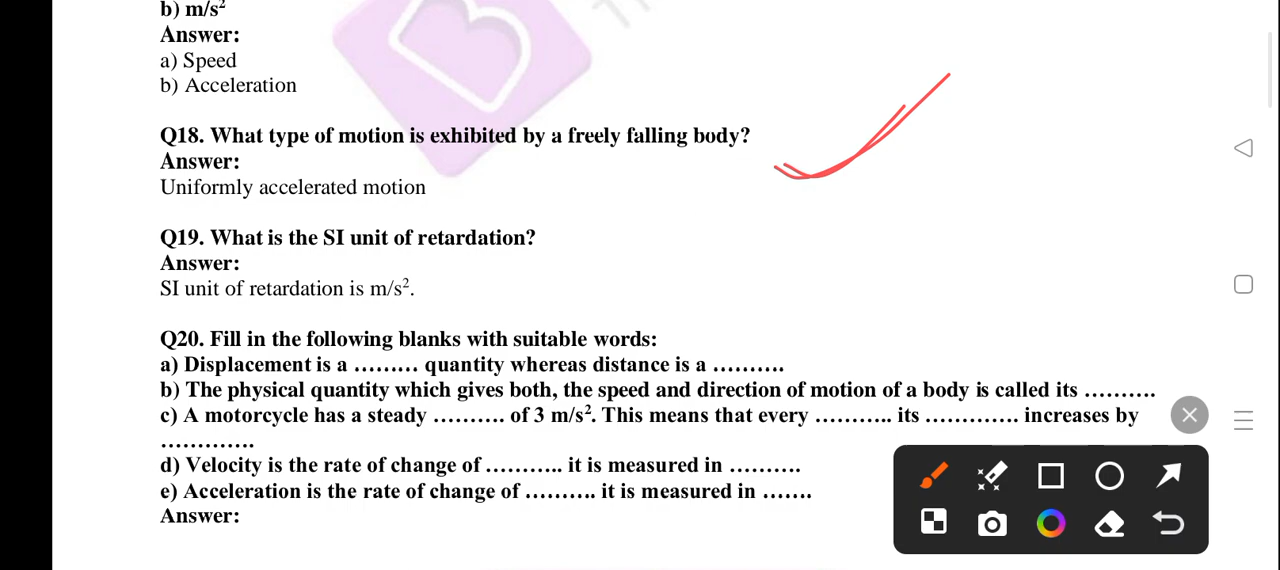 b) m/s²
Answer:
a) Speed
b) Acceleration
Q18. What type of motion is exhibited by a freely falling body?
Answer:
Uniformly accelerated motion
Q19. What is the SI unit of retardation?
Answer:
SI unit of retardation is m/s².
Q20. Fill in the following blanks with suitable words:
a) Displacement is a ……… quantity whereas distance is a ……….
b) The physical quantity which gives both, the speed and direction of motion of a body is called its ……….
c) A motorcycle has a steady ………. of 3 m/s². This means that every ……….. its …………. increases by
………….
d) Velocity is the rate of change of ……….. it is measured in ……….
e) Acceleration is the rate of change of ………. it is measured in …….
Answer: